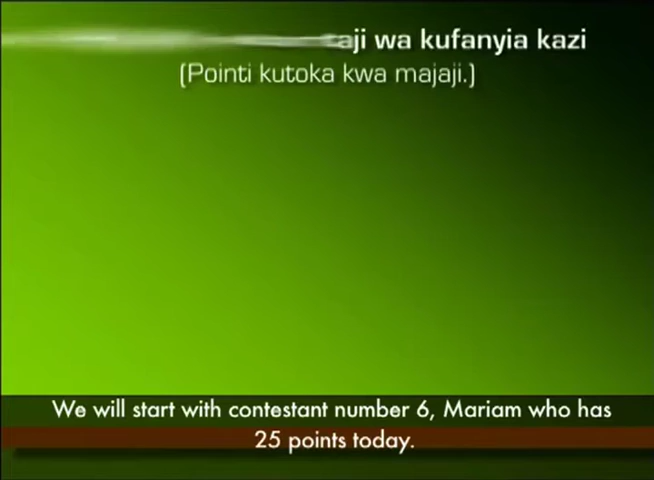 wa kufanyia kazi
(Pointi kutoka kwa majaji.)
We will start with contestant number 6, Mariam who has
25 points today.